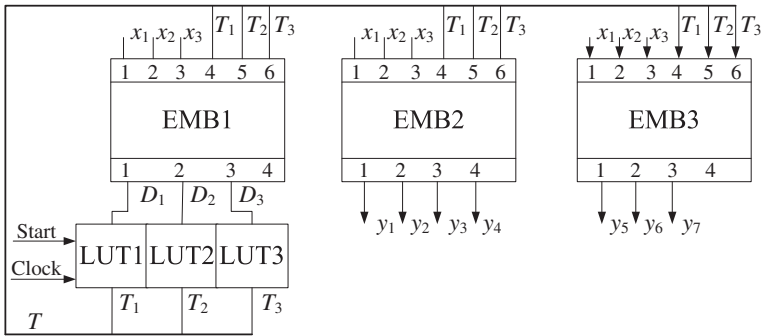 x1 x2 x3 T1 T2 T3 x1 x2 x3 T1 T2 T3 x1 x2 x3 T1 T2 T3
1 2 3 4 5 6 1 2 3 4 5 6 1 2 3 4 5 6
EMB1 EMB2 EMB3
1 2 3 4 1 2 3 4 1 2 3 4
D1 D2 D3
y1 y2 y3 y4 y5 y6 y7
Start
LUT1 LUT2 LUT3
Clock
T1 T2 T3
T